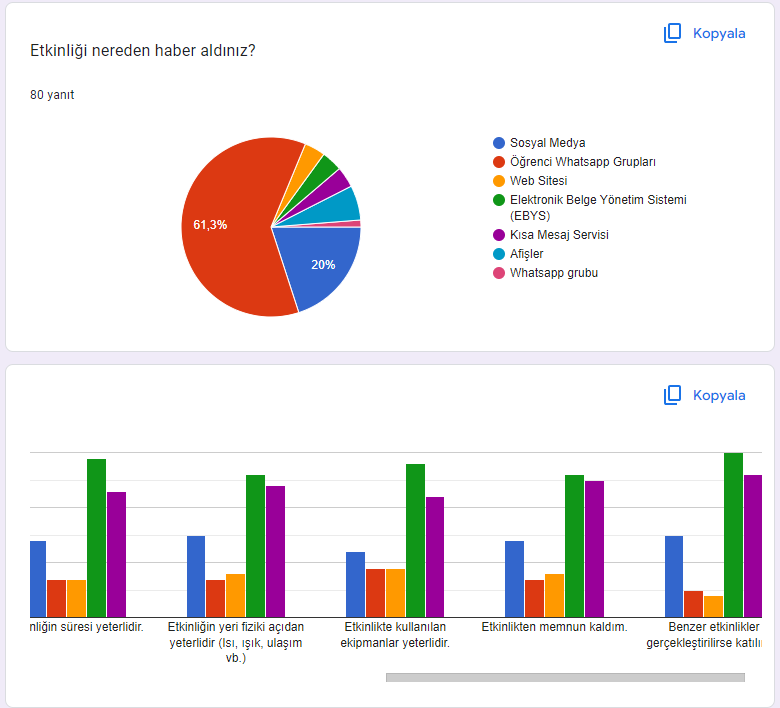 Kopyala
Etkinliği nereden haber aldınız?
80 yanıt
61,3%
20%
Sosyal Medya
Öğrenci Whatsapp Grupları
Web Sitesi
Elektronik Belge Yönetim Sistemi
(EBYS)
Kısa Mesaj Servisi
Afişler
Whatsapp grubu
Kopyala
nliğin süresi yeterlidir.
Etkinliğin yeri fiziki açıdan
yeterlidir (Isı, ışık, ulaşım
vb.)
Etkinlikte kullanılan
ekipmanlar yeterlidir.
Etkinlikten memnun kaldım.
Benzer etkinlikler
gerçekleştirilirse katılı